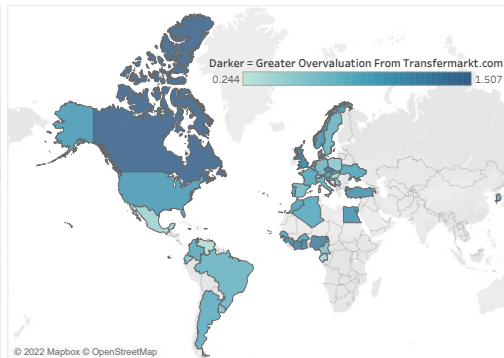 Darker = Greater Overvaluation From Transfermarkt.com
0.244 1.507
© 2022 Mapbox © OpenStreetMap